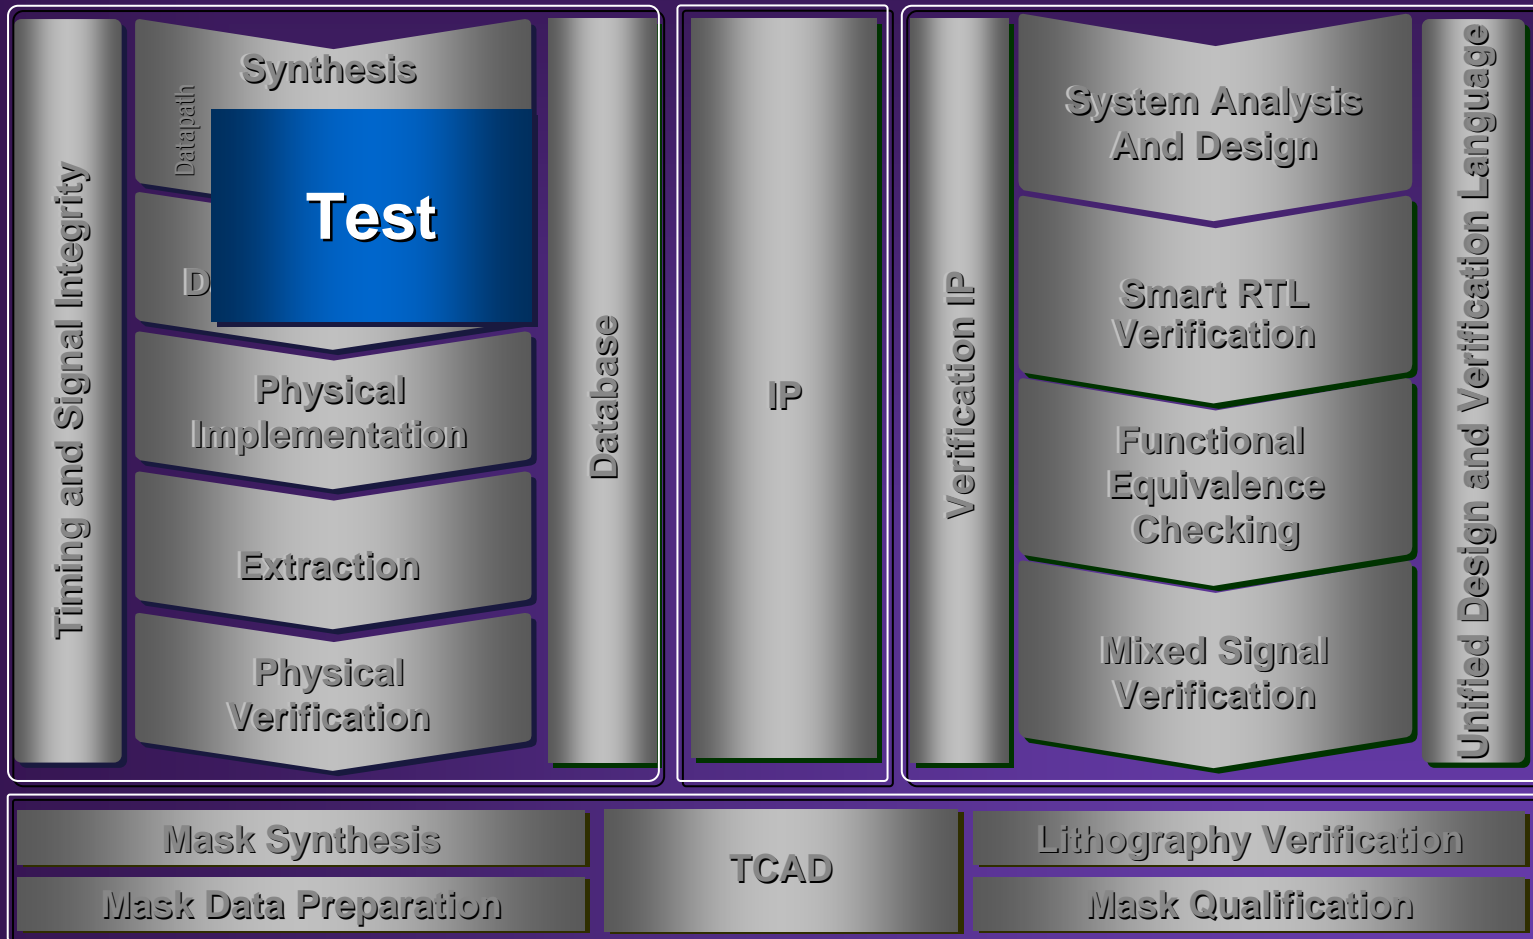 Timing and Signal Integrity
Synthesis
Datapath
Test
D
Physical
Implementation
Extraction
Physical
Verification
Database
IP
Verification IP
System Analysis
And Design
Smart RTL
Verification
Functional
Equivalence
Checking
Mixed Signal
Verification
Unified Design and Verification Language
Mask Synthesis
Mask Data Preparation
TCAD
Lithography Verification
Mask Qualification